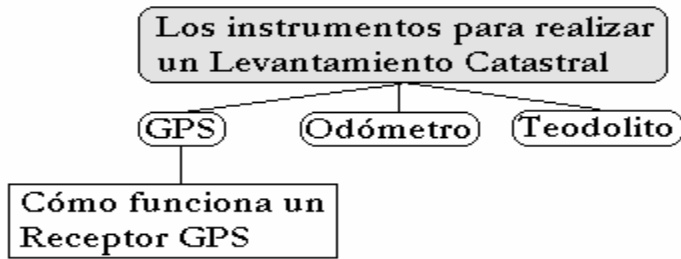 Los instrumentos para realizar
un Levantamiento Catastral
GPS
Odómetro
Teodolito
Cómo funciona un
Receptor GPS